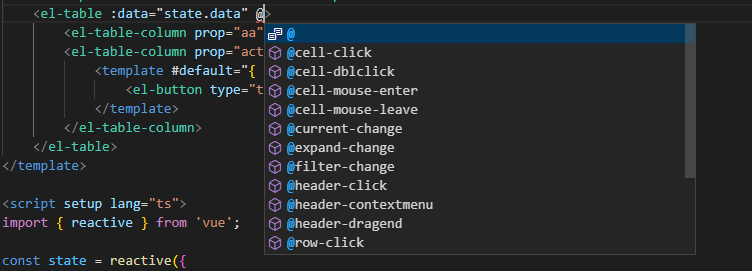 <el-table :data="state.data" @>
<el-table-column prop="aa"
<el-table-column prop="act
<template #default="{
<el-button type="t
</template>
</el-table-column>
</el-table>
</template>
<script setup lang="ts">
import { reactive } from 'vue';
const state = reactive({
@
@cell-click
@cell-dblclick
@cell-mouse-enter
@cell-mouse-leave
@current-change
@expand-change
@filter-change
@header-click
@header-contextmenu
@header-dragend
@row-click